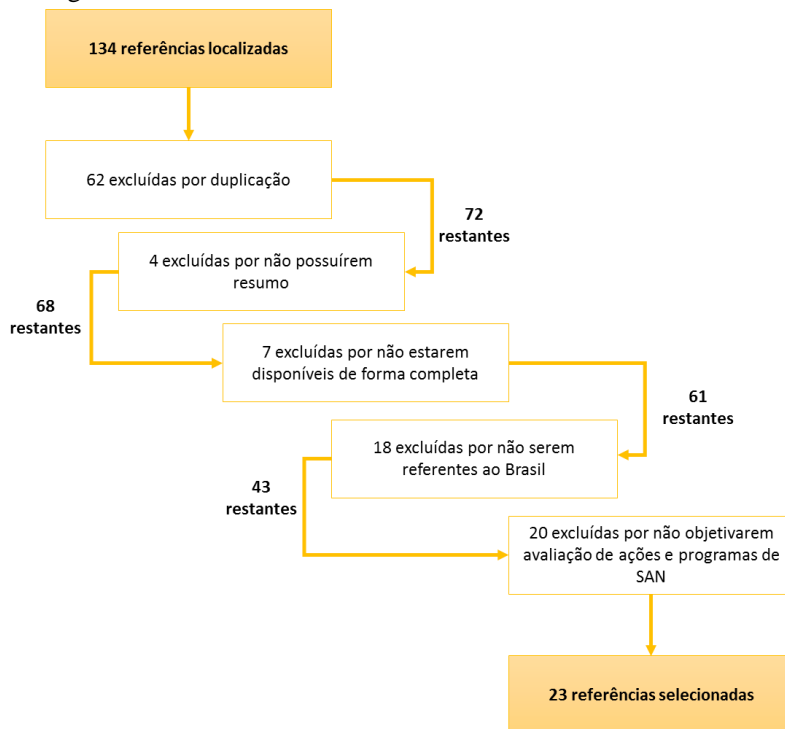 134 referências localizadas
62 excluídas por duplicação
72
restantes
4 excluídas por não possuírem
resumo
68
restantes
7 excluídas por não estarem
disponíveis de forma completa
61
restantes
18 excluídas por não serem
referentes ao Brasil
43
restantes
20 excluídas por não objetivarem
avaliação de ações e programas de
SAN
23 referências selecionadas